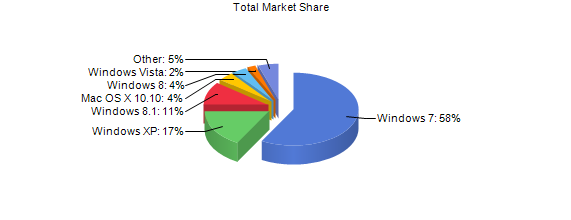 Total Market Share
Other: 5%
Windows Vista: 2%
Windows 8: 4%
Mac OS X 10.10: 4%
Windows 8.1: 11%
Windows 7: 58%
Windows XP: 17%